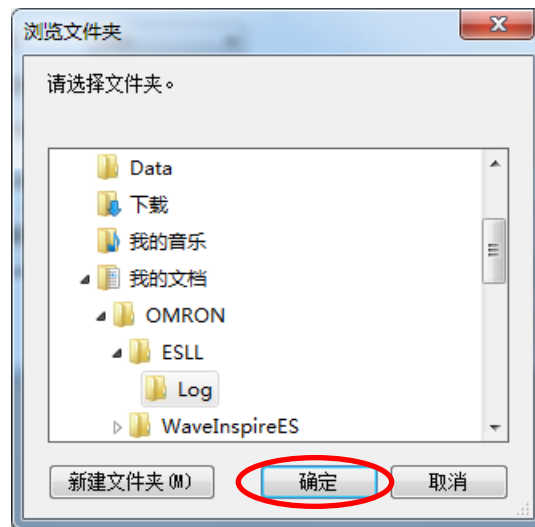 浏览文件夹
请选择文件夹。
Data
下载
我的音乐
我的文档
OMRON
ESLL
Log
WaveInspireES
新建文件夹(M) 确定 取消